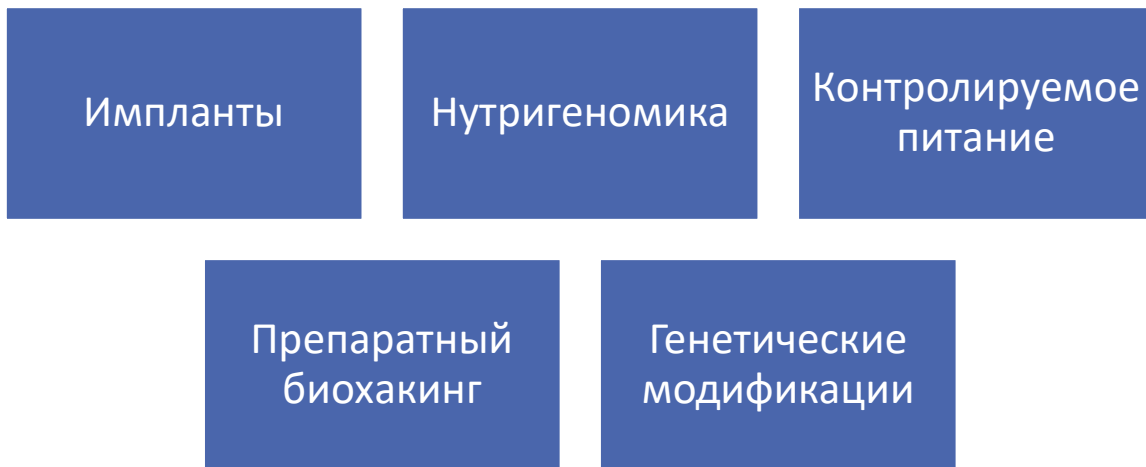 Импланты
Нутригеномика
Контролируемое
питание
Препаратный
биохакинг
Генетические
модификации